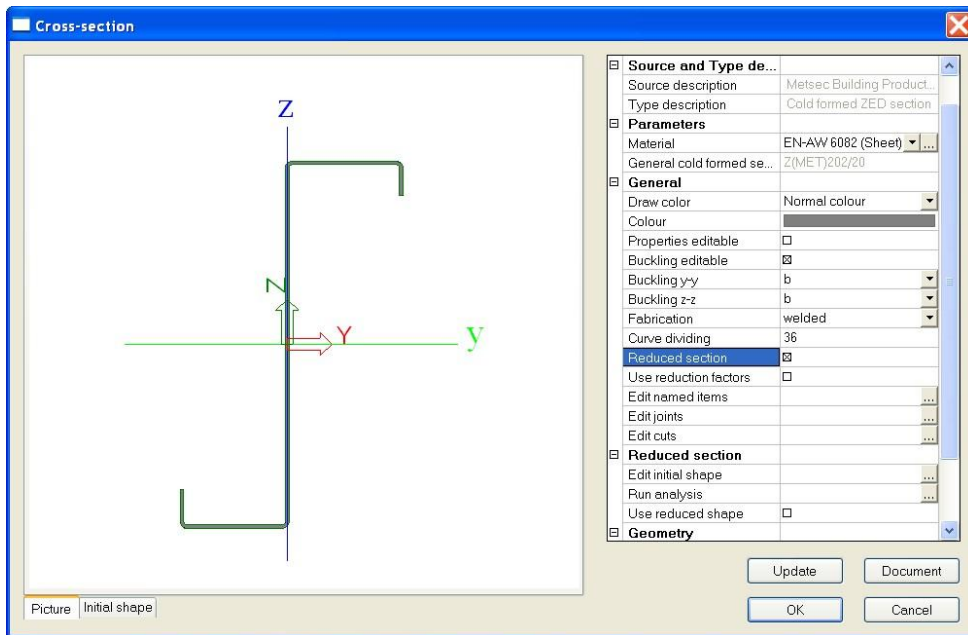 Cross-section
Z
Z
Y
y
Picture
Initial shape
Source and Type de...
Source description Metsec Building Product...
Type description Cold formed ZED section
Parameters
Material EN-AW 6082 (Sheet) ...
General cold formed se... Z(MET)202/20
General
Draw color Normal colour
Colour
Properties editable
Buckling editable
Buckling y-y b
Buckling z-z b
Fabrication welded
Curve dividing 36
Reduced section
Use reduction factors
Edit named items ...
Edit joints ...
Edit cuts ...
Reduced section
Edit initial shape ...
Run analysis ...
Use reduced shape
Geometry
Update Document
OK Cancel